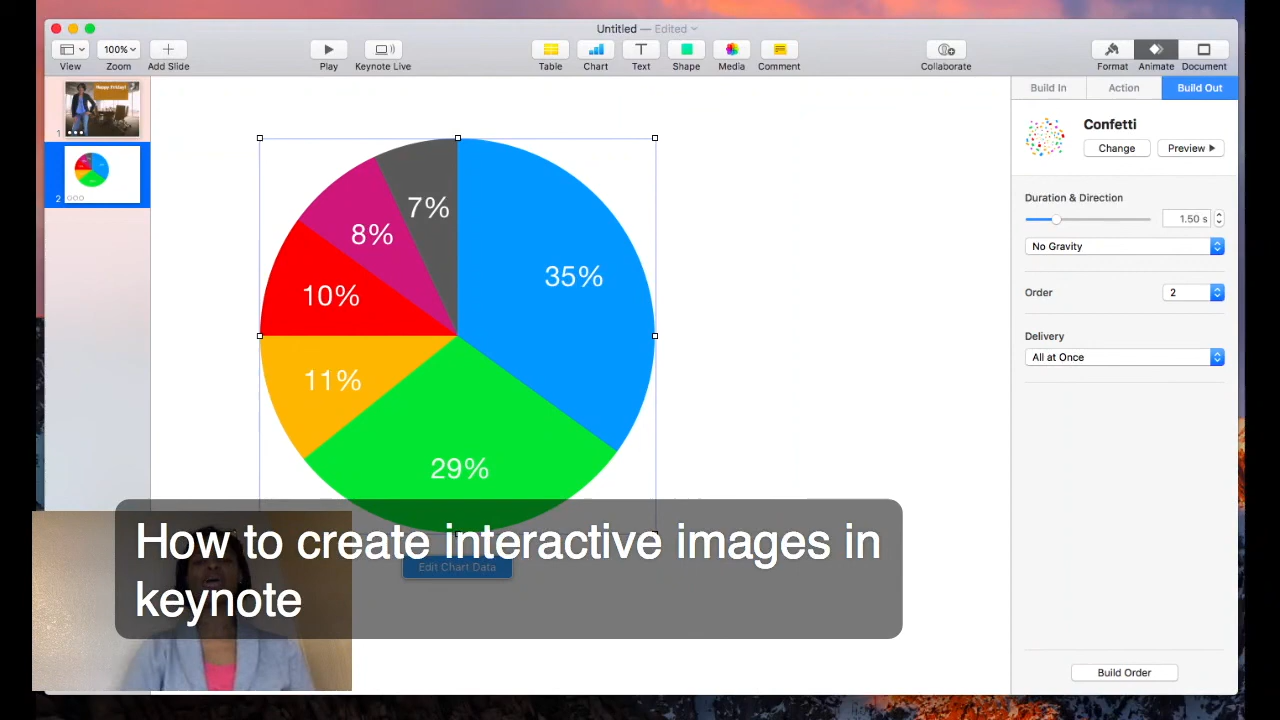 Untitled — Edited
View
100%
Zoom
Add Slide
Play
Keynote Live
Table
Chart
Text
Shape
Media
Comment
Collaborate
Format
Animate
Document
1
2
35%
29%
11%
10%
8%
7%
Edit Chart Data
Build In
Action
Build Out
Confetti
Change
Preview
Duration & Direction
1.50 s
No Gravity
Order
2
Delivery
All at Once
Build Order
How to create interactive images in
keynote